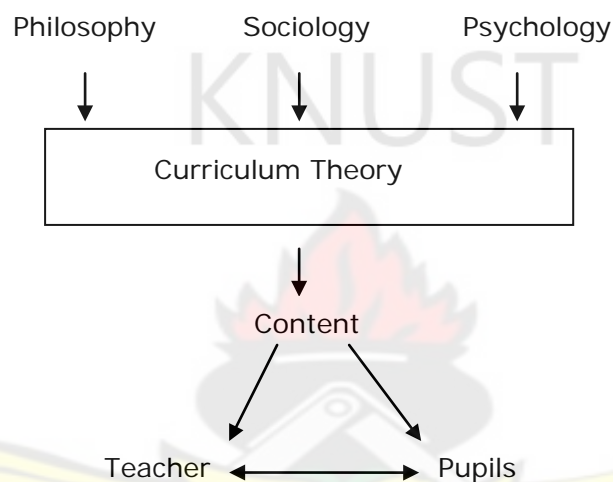 Philosophy Sociology Psychology
KNUST
Curriculum Theory
Content
Teacher Pupils